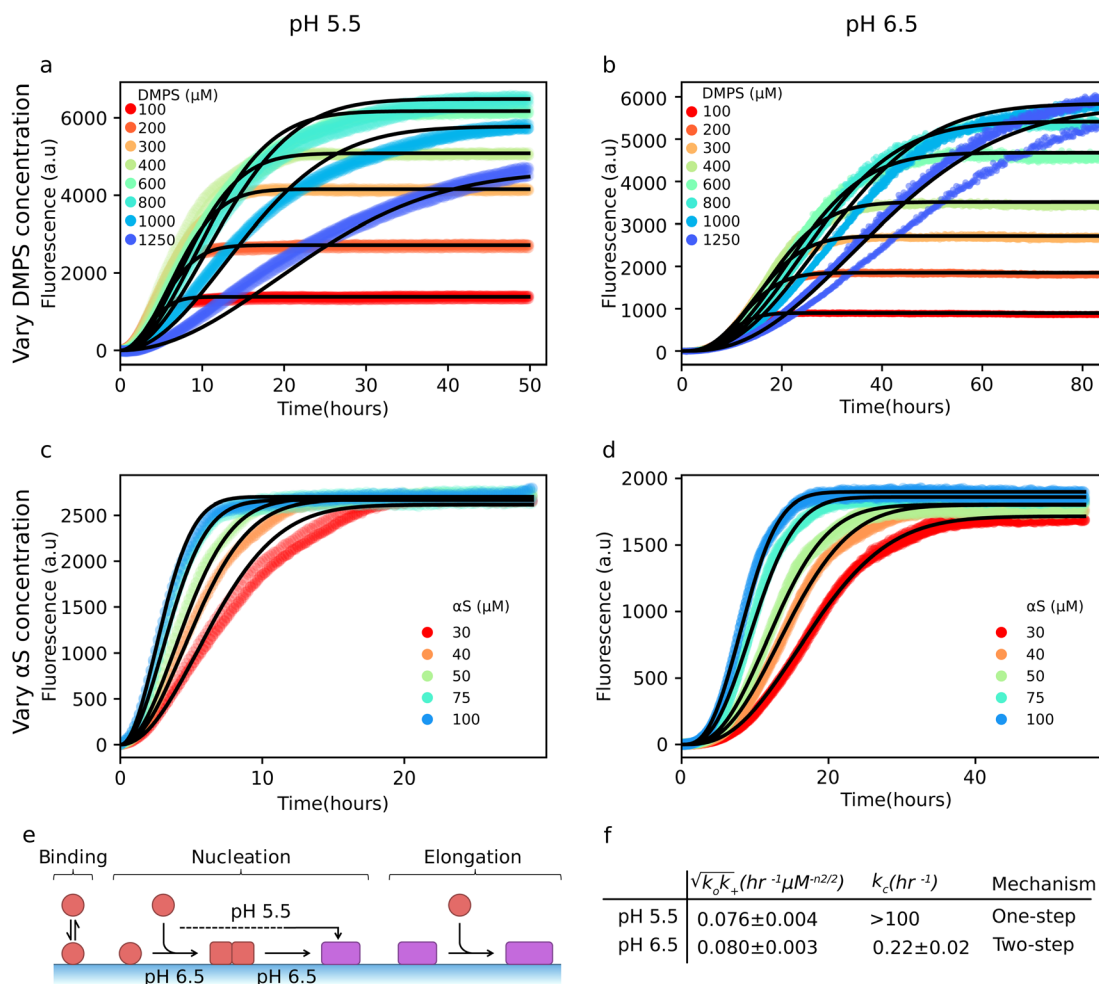 pH 5.5
pH 6.5
a
Vary DMPS concentration
Fluorescence (a.u)
6000
4000
2000
0
DMPS (μM)
100
200
300
400
600
800
1000
1250
0 10 20 30 40 50
Time(hours)
b
Fluorescence (a.u)
6000
5000
4000
3000
2000
1000
0
DMPS (μM)
100
200
300
400
600
800
1000
1250
0 20 40 60 80
Time(hours)
c
Vary αS concentration
Fluorescence (a.u)
2500
2000
1500
1000
500
0
αS (μM)
30
40
50
75
100
0 10 20
Time(hours)
d
Fluorescence (a.u)
2000
1500
1000
500
0
αS (μM)
30
40
50
75
100
0 20 40
Time(hours)
e
Binding Nucleation Elongation
pH 5.5
pH 6.5 pH 6.5
f
√kₒk₊(hr ⁻¹μM⁻ⁿ²/²) k_c(hr ⁻¹) Mechanism
pH 5.5 0.076±0.004 >100 One-step
pH 6.5 0.080±0.003 0.22±0.02 Two-step